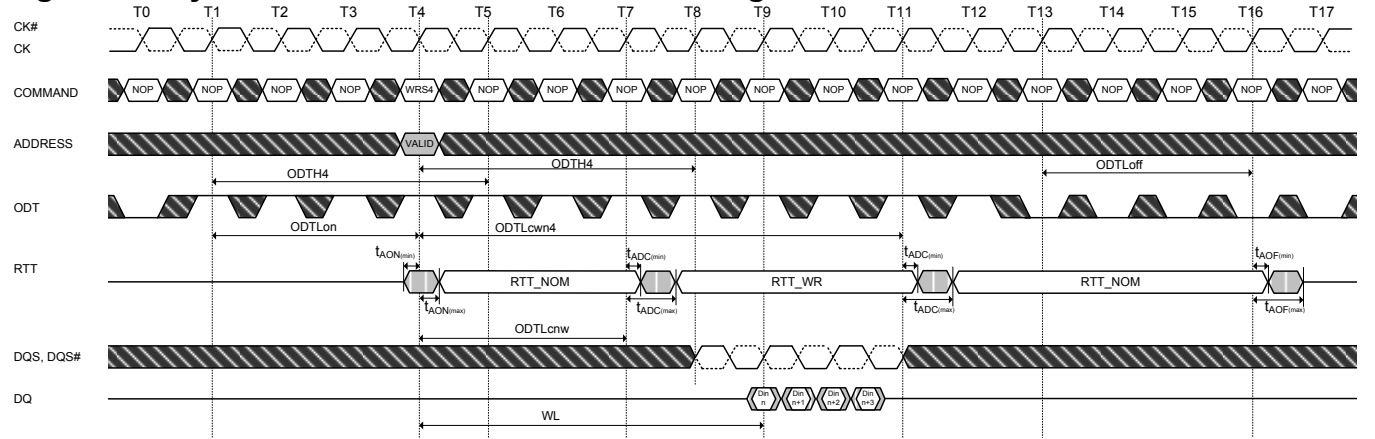 T0 T1 T2 T3 T4 T5 T6 T7 T8 T9 T10 T11 T12 T13 T14 T15 T16 T17
CK#
CK
COMMAND NOP NOP NOP NOP WRS4 NOP NOP NOP NOP NOP NOP NOP NOP NOP NOP NOP NOP NOP
ADDRESS VALID
ODTH4 ODTH4 ODTLoff
ODT
ODTLon ODTLcwn4
tAON(min) tADC(min) tADC(min) tAOF(min)
RTT RTT_NOM RTT_WR RTT_NOM
tAON(max) tADC(max) tADC(max) tAOF(max)
ODTLcnw
DQS, DQS#
DQ Din n Din n+1 Din n+2 Din n+3
WL